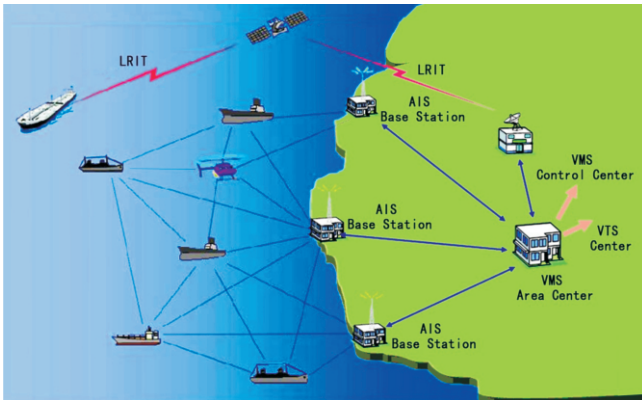 LRIT
LRIT
AIS
Base Station
VMS
Control Center
AIS
Base Station
VTS
Center
VMS
Area Center
AIS
Base Station